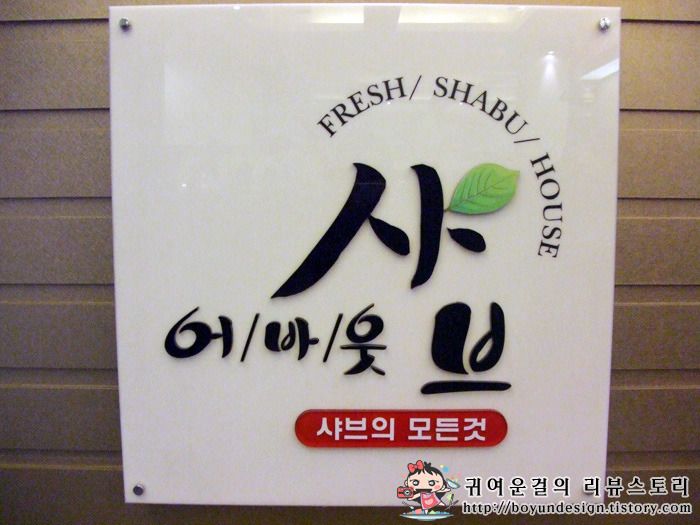 FRESH/ SHABU/ HOUSE
샤브
어/바/웃
샤브의 모든것
귀여운걸의 리뷰스토리
http://boyundesign.tistory.com